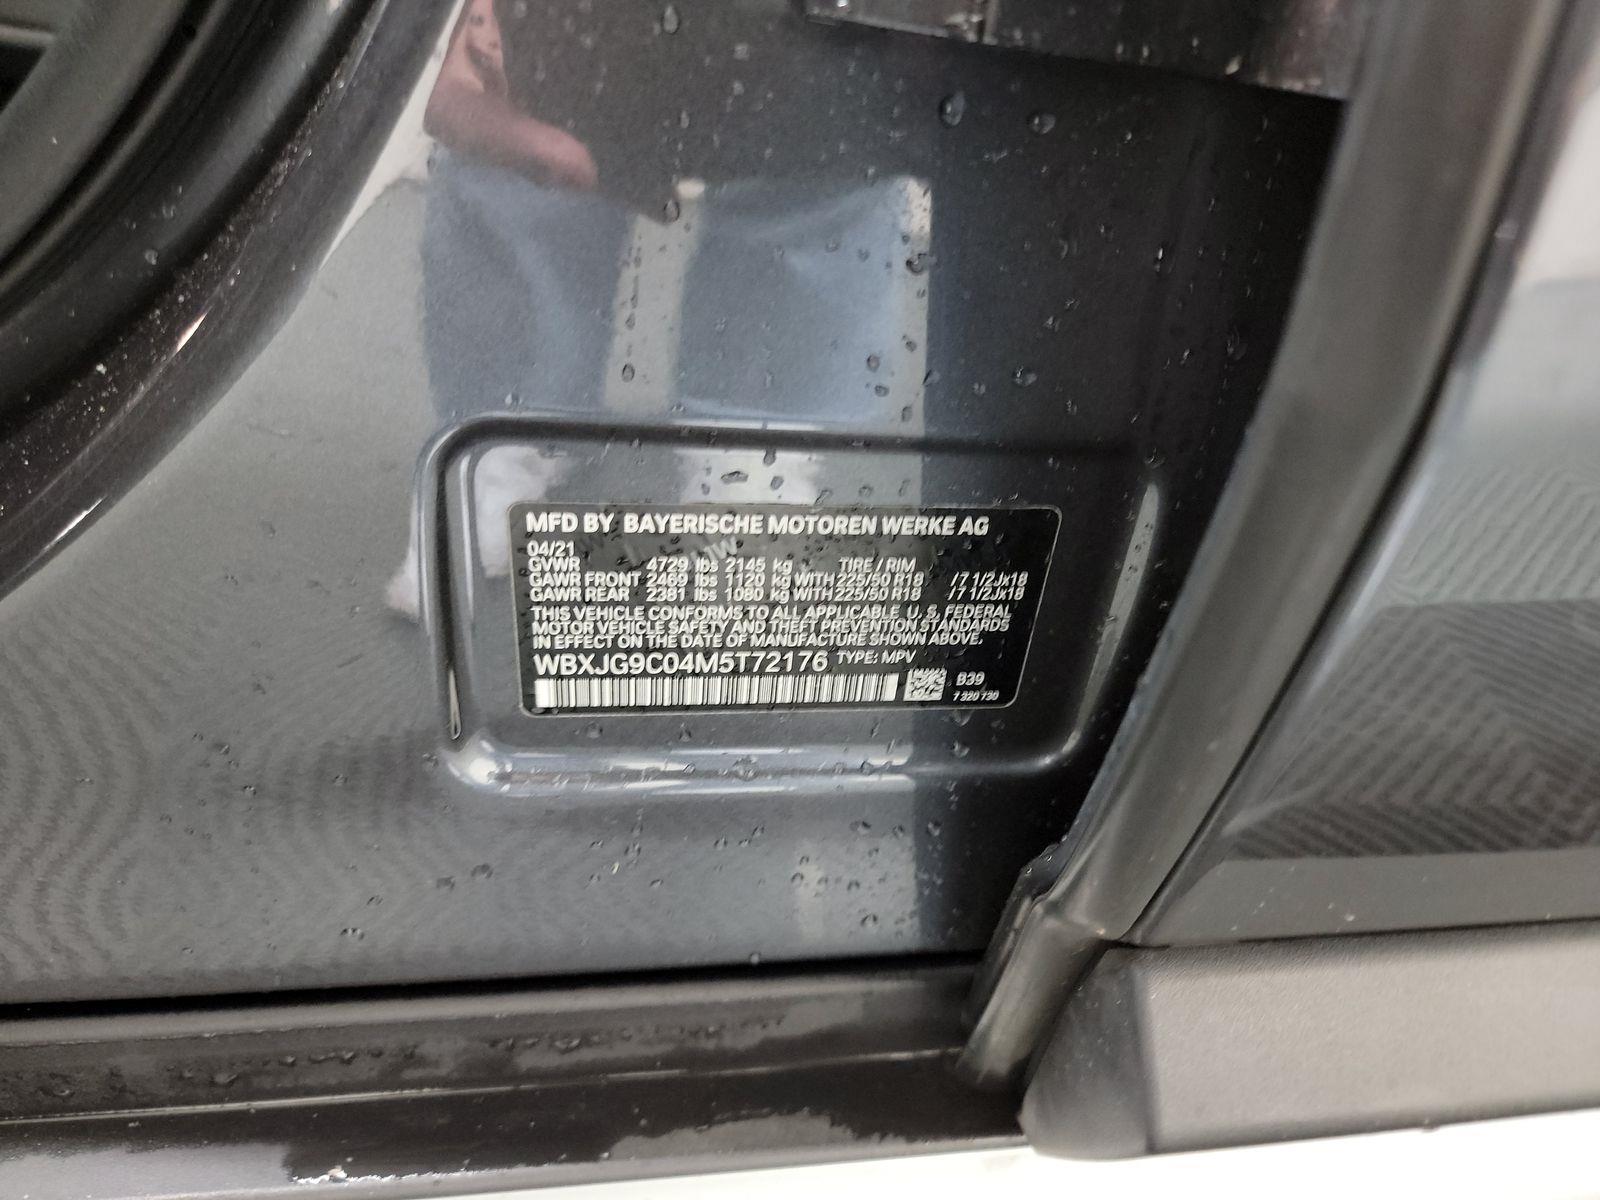 MFD BY BAYERISCHE MOTOREN WERKE AG
04/21
GVWR 4729 lbs 2145 kg TIRE / RIM
GAWR FRONT 2469 lbs 1120 kg WITH 225/50 R18 /7 1/2Jx18
GAWR REAR 2381 lbs 1080 kg WITH 225/50 R18 /7 1/2Jx18
THIS VEHICLE CONFORMS TO ALL APPLICABLE U. S. FEDERAL
MOTOR VEHICLE SAFETY AND THEFT PREVENTION STANDARDS
IN EFFECT ON THE DATE OF MANUFACTURE SHOWN ABOVE.
WBXJG9C04M5T72176 TYPE: MPV
B39
7 320 730